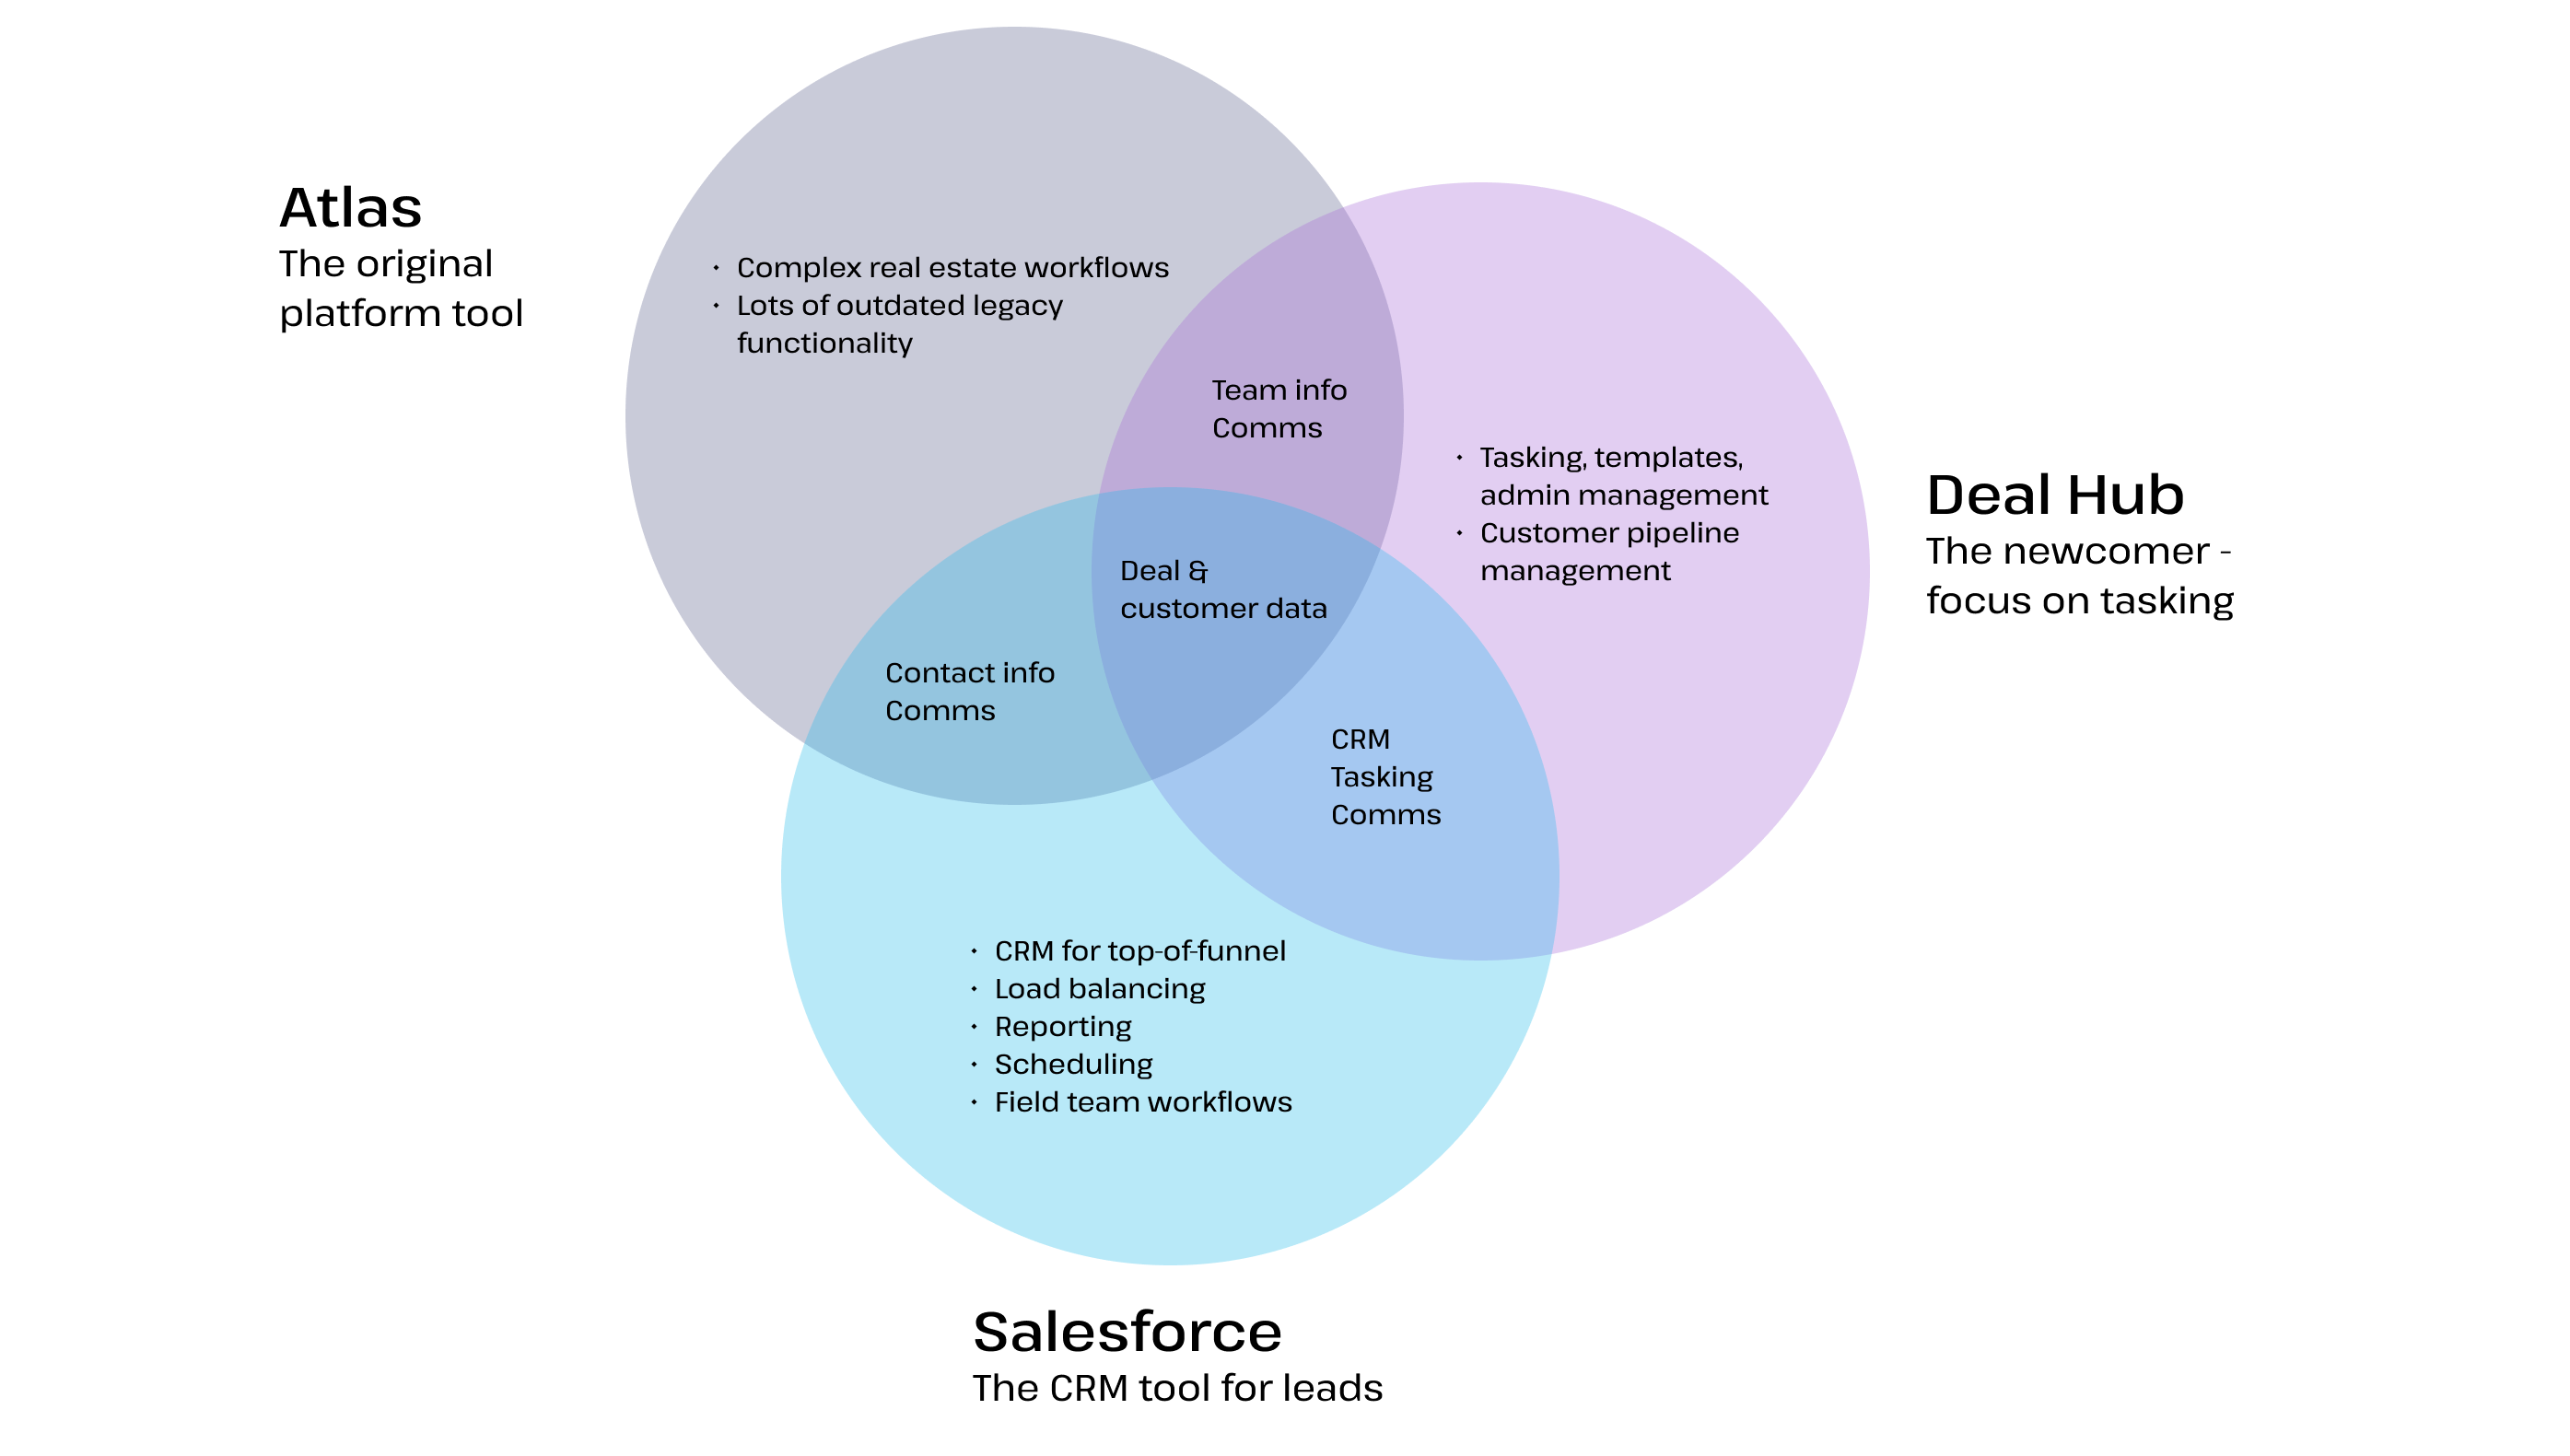 Atlas
The original
platform tool
• Complex real estate workflows
• Lots of outdated legacy
functionality
Team info
Comms
• Tasking, templates,
admin management
• Customer pipeline
management
Deal Hub
The newcomer -
focus on tasking
Deal &
customer data
Contact info
Comms
CRM
Tasking
Comms
• CRM for top-of-funnel
• Load balancing
• Reporting
• Scheduling
• Field team workflows
Salesforce
The CRM tool for leads